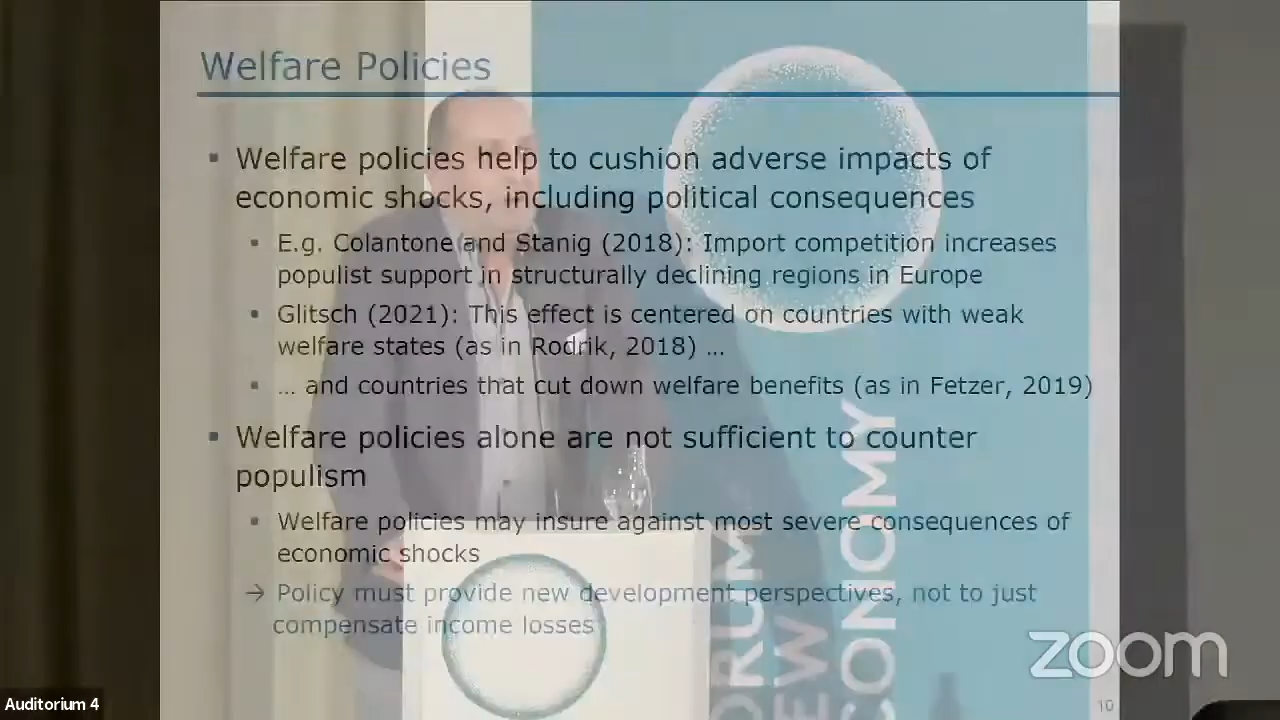 Welfare Policies
▪ Welfare policies help to cushion adverse impacts of
economic shocks, including political consequences
▪ E.g. Colantone and Stanig (2018): Import competition increases
populist support in structurally declining regions in Europe
▪ Glitsch (2021): This effect is centered on countries with weak
welfare states (as in Rodrik, 2018) …
▪ … and countries that cut down welfare benefits (as in Fetzer, 2019)
▪ Welfare policies alone are not sufficient to counter
populism
▪ Welfare policies may insure against most severe consequences of
economic shocks
→ Policy must provide new development perspectives, not to just
compensate income losses
ORUM
EW
CONOMY
zoom
Auditorium 4
10